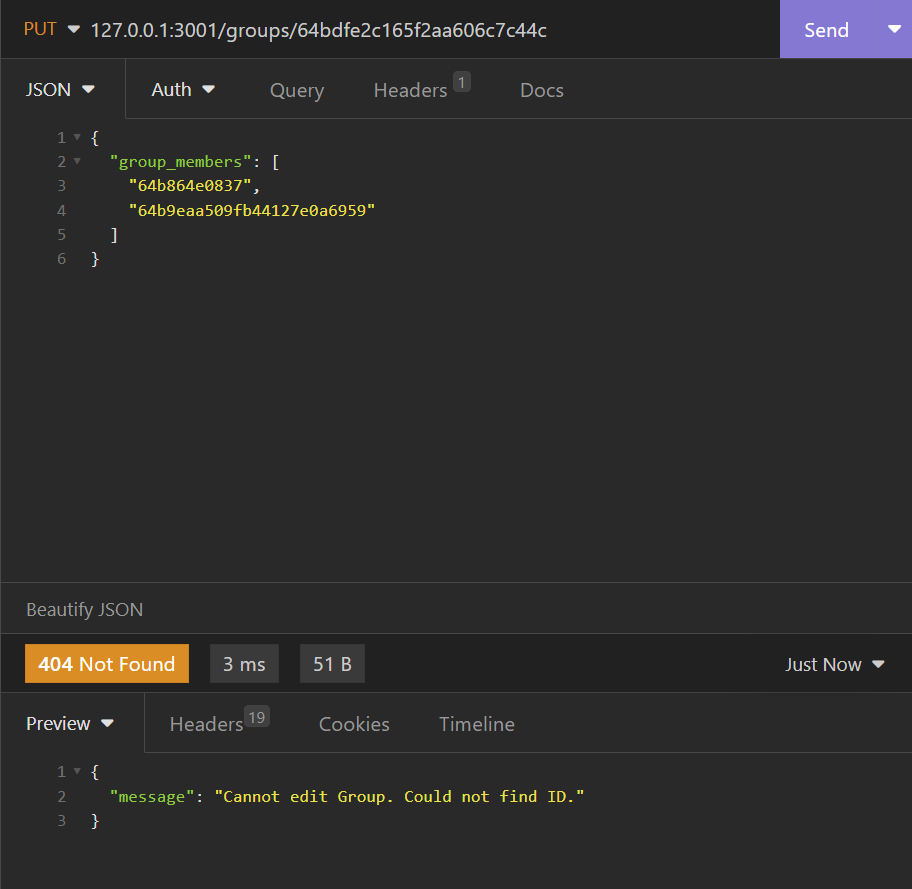 PUT 127.0.0.1:3001/groups/64bdfe2c165f2aa606c7c44c Send
JSON Auth Query Headers 1 Docs
1 {
2 "group_members": [
3 "64b864e0837",
4 "64b9eaa509fb44127e0a6959"
5 ]
6 }
Beautify JSON
404 Not Found 3 ms 51 B Just Now
Preview Headers 19 Cookies Timeline
1 {
2 "message": "Cannot edit Group. Could not find ID."
3 }